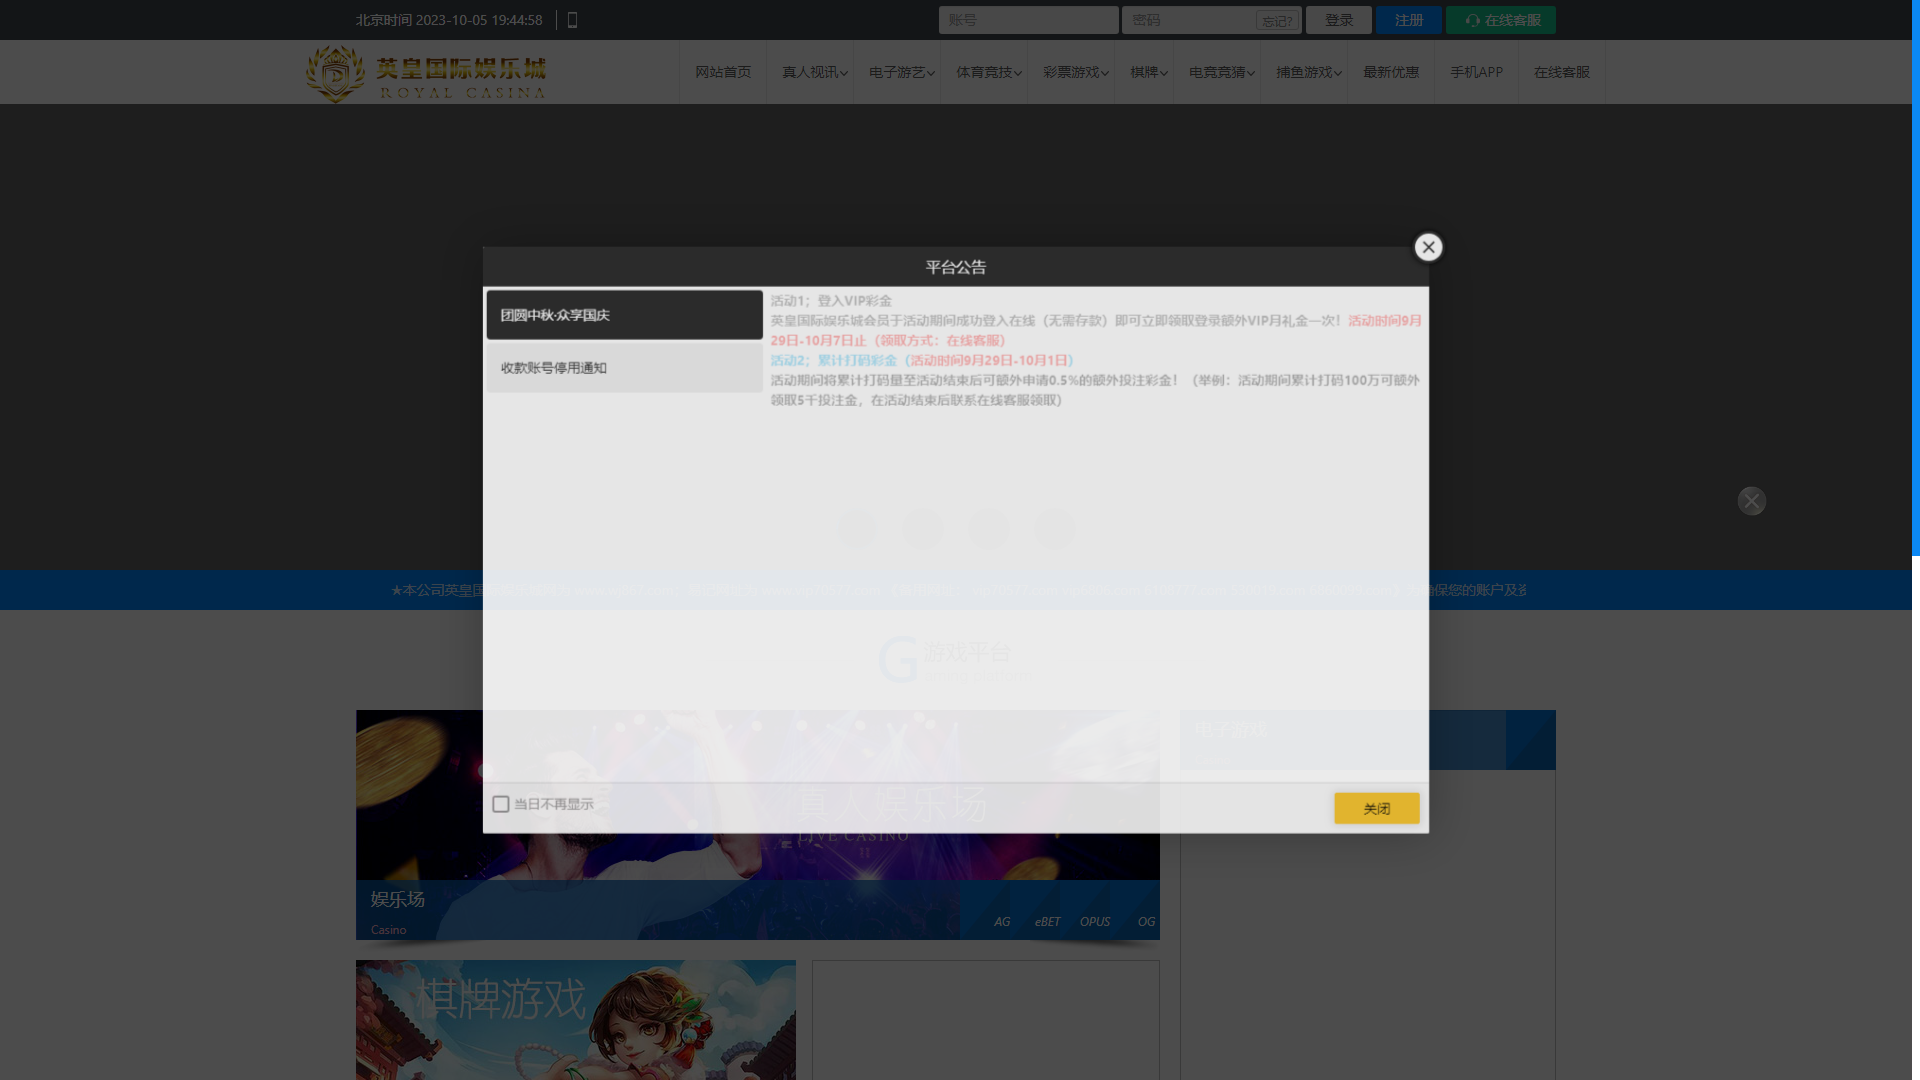 北京时间 2023-10-05 19:44:58
账号
密码
忘记?
登录
注册
在线客服
英皇国际娱乐城
ROYAL CASINA
网站首页
真人视讯
电子游艺
体育竞技
彩票游戏
棋牌
电竞竞猜
捕鱼游戏
最新优惠
手机APP
在线客服
平台公告
团圆中秋·众享国庆
收款账号停用通知
活动1；登入VIP彩金
英皇国际娱乐城会员于活动期间成功登入在线（无需存款）即可立即领取登录额外VIP月礼金一次！活动时间9月
29日-10月7日止（领取方式：在线客服）
活动2；累计打码彩金（活动时间9月29日-10月1日）
活动期间将累计打码量至活动结束后可额外申请0.5%的额外投注彩金！（举例：活动期间累计打码100万可额外
领取5千投注金，在活动结束后联系在线客服领取）
★本公司英皇国
确保您的账户及资
G 游戏平台
电子游戏
真人娱乐场
LIVE CASINO
当日不再显示
关闭
娱乐场
Casino
AG
eBET
OPUS
OG
棋牌游戏